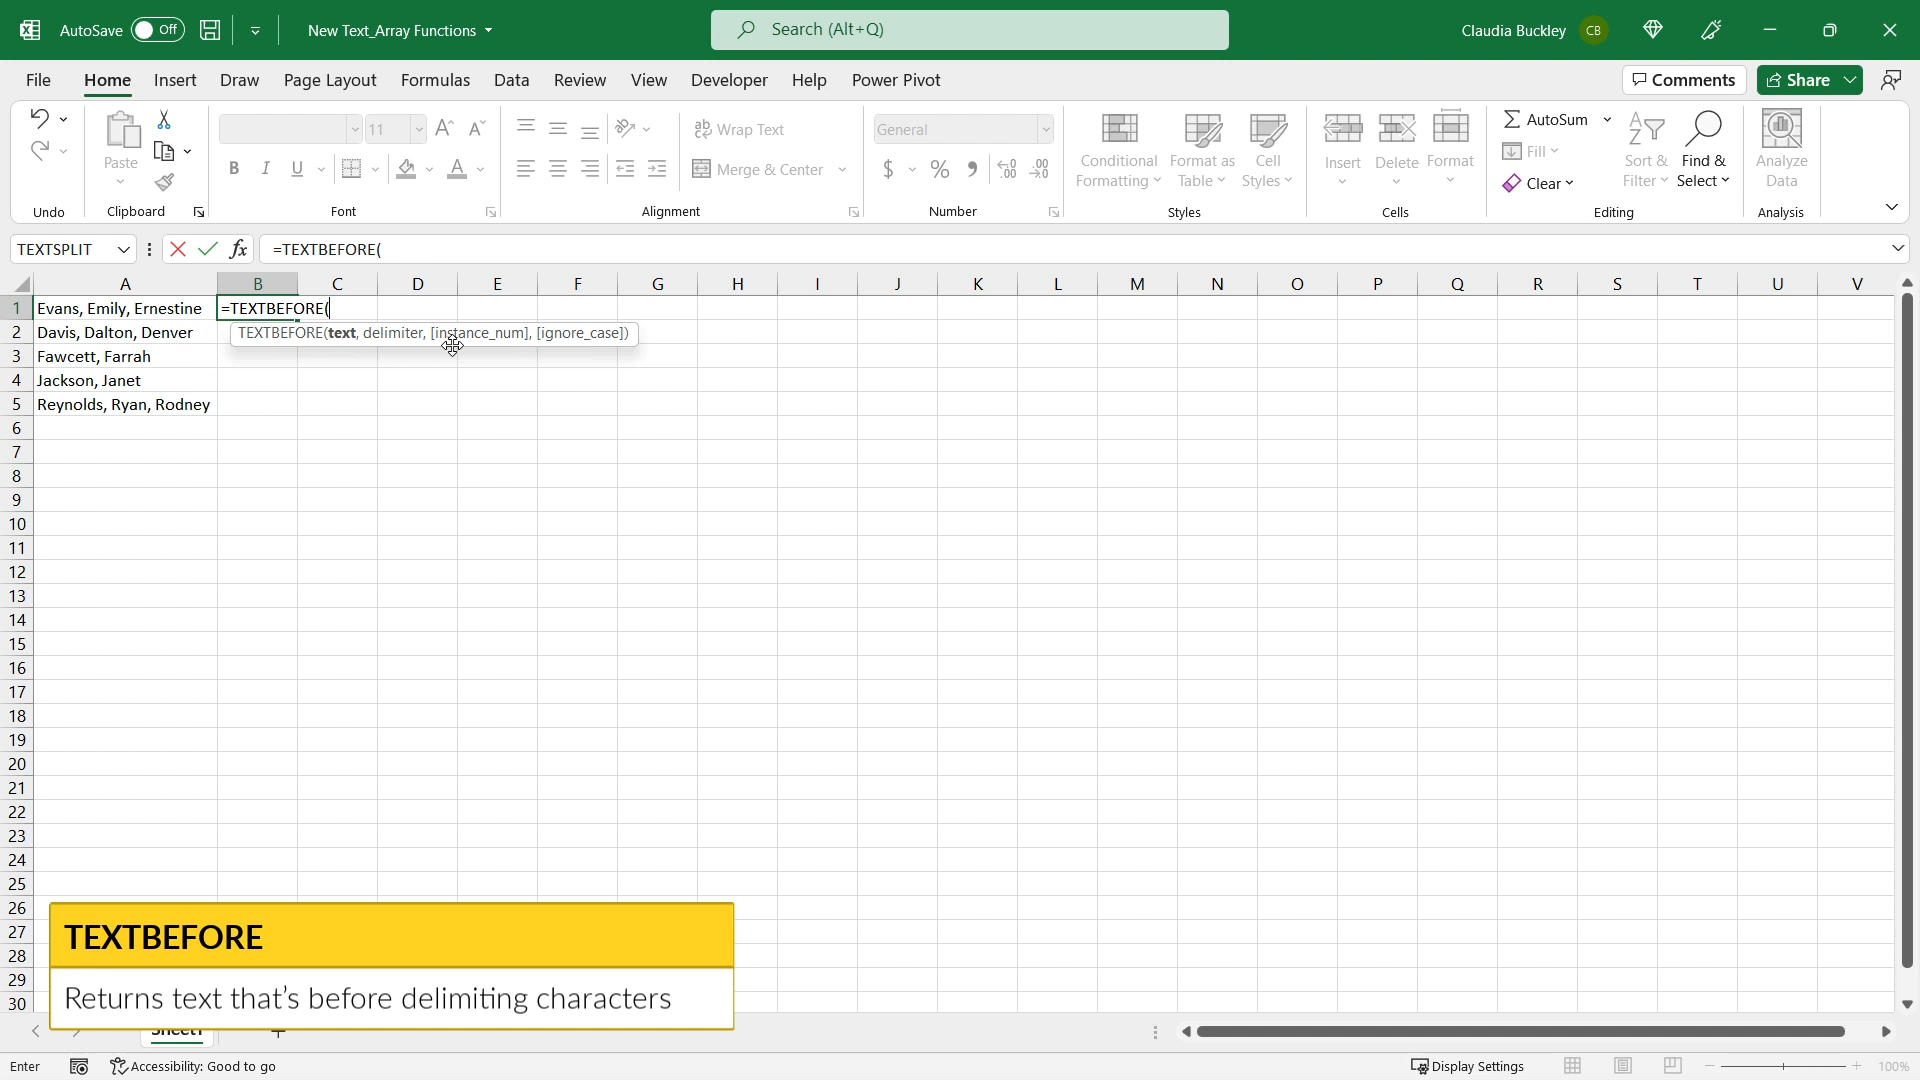 AutoSave Off New Text_Array Functions Search (Alt+Q) Claudia Buckley CB
File Home Insert Draw Page Layout Formulas Data Review View Developer Help Power Pivot Comments Share
Paste
11
B I U A
ab Wrap Text
Merge & Center
General
$ % 9 .00
Conditional Formatting
Format as Table
Cell Styles
Insert Delete Format
AutoSum
Fill
Clear
Sort & Filter
Find & Select
Analyze Data
Undo Clipboard Font Alignment Number Styles Cells Editing Analysis
TEXTSPLIT fx =TEXTBEFORE(
A B C D E F G H I J K L M N O P Q R S T U V
1 Evans, Emily, Ernestine =TEXTBEFORE(
2 Davis, Dalton, Denver TEXTBEFORE(text, delimiter, [instance_num], [ignore_case])
3 Fawcett, Farrah
4 Jackson, Janet
5 Reynolds, Ryan, Rodney
6
7
8
9
10
11
12
13
14
15
16
17
18
19
20
21
22
23
24
25
26
27
28
29
30
TEXTBEFORE
Returns text that's before delimiting characters
Sheet1
Enter Accessibility: Good to go Display Settings 100%